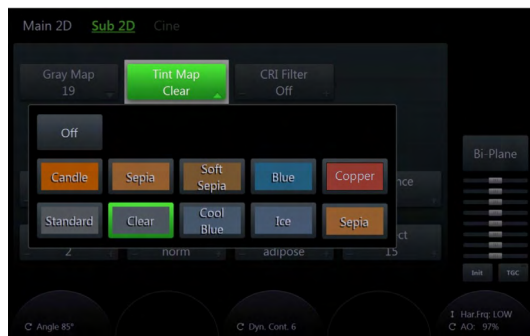 Main 2D Sub 2D Cine
Gray Map Tint Map CRI Filter
19 Clear Off
Off
Bi-Plane
Candle Sepia Soft Sepia Blue Copper
nce
Standard Clear Cool Blue Ice Sepia
ct
2 norm adipose 15
Init TGC
Har.Frq: LOW
Angle 85° Dyn. Cont. 6 AO: 97%